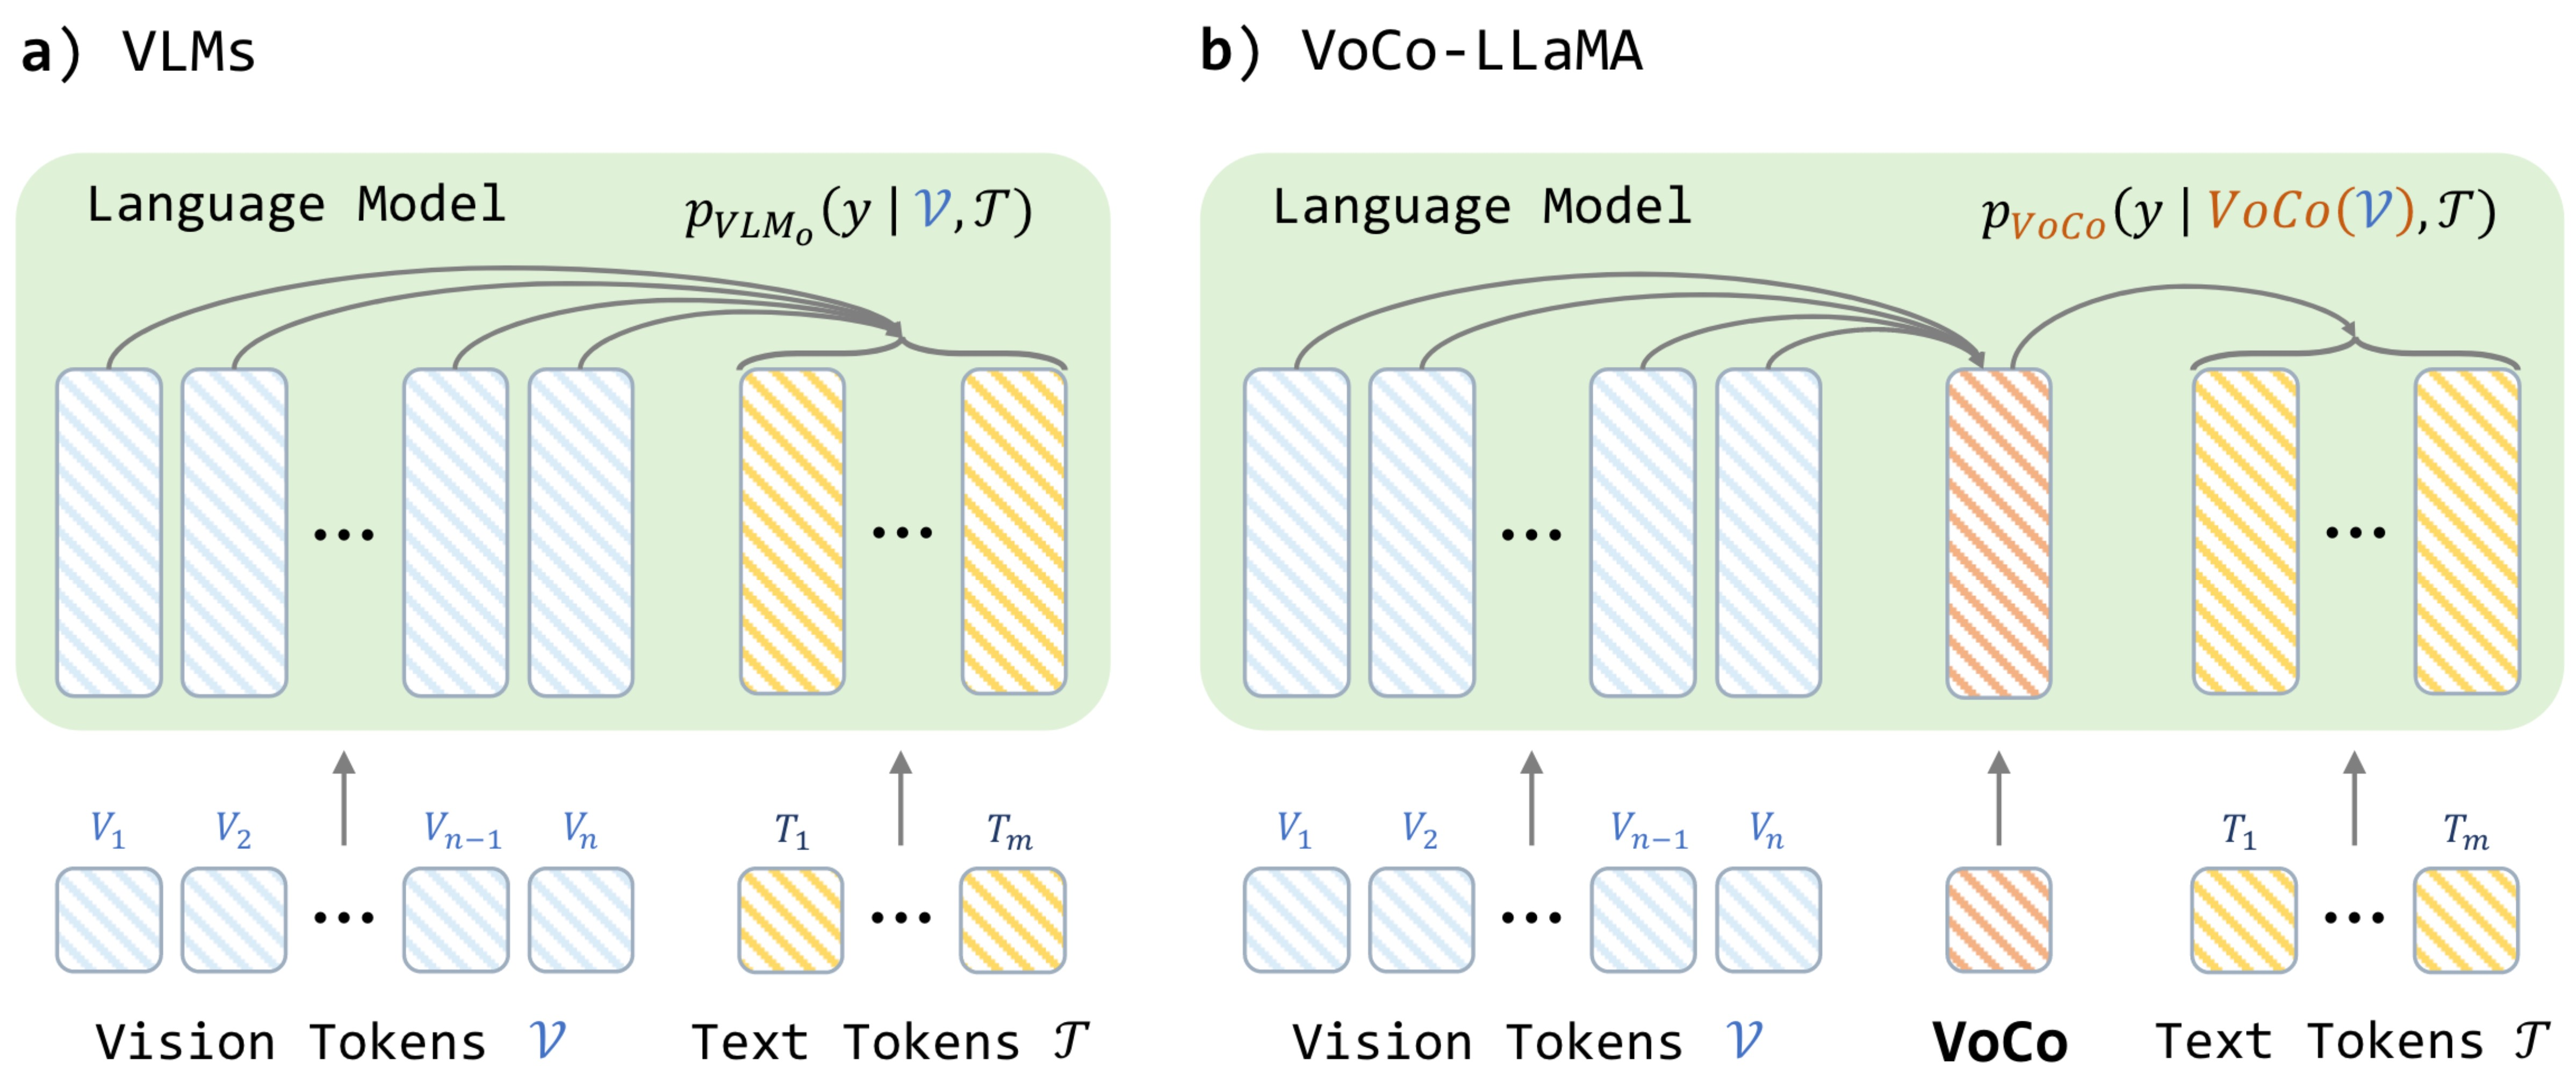 a) VLMs
Language Model
p_{VLM_o}(y | 𝒱, 𝒯)
...
...
V_1 V_2 V_{n-1} V_n T_1 T_m
...
...
Vision Tokens 𝒱
Text Tokens 𝒯
b) VoCo-LLaMA
Language Model
p_{VoCo}(y | VoCo(𝒱), 𝒯)
...
...
V_1 V_2 V_{n-1} V_n T_1 T_m
...
...
Vision Tokens 𝒱
VoCo
Text Tokens 𝒯